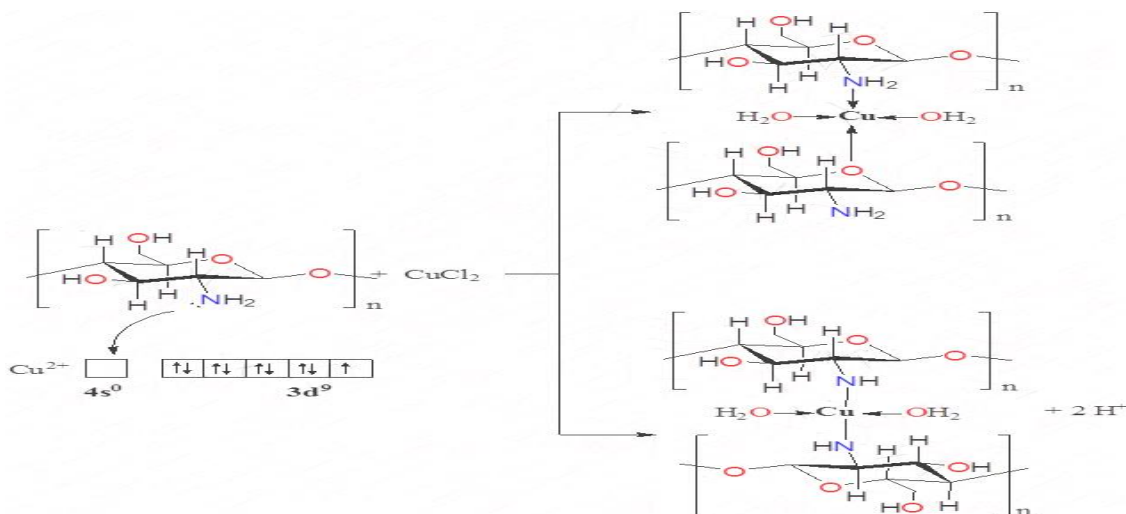 OH
H
O
O
HO
H
H
NH₂
n
H₂O
Cu
OH₂
OH
H
H
O
O
HO
H
H
NH₂
n
OH
H
H
O
O
HO
H
H
NH₂
n
+ CuCl₂
Cu²⁺
4s⁰
3d⁹
OH
H
H
O
O
HO
H
H
NH
n
H₂O
Cu
OH₂
+ 2 H⁺
HN
H
H
O
OH
O
H
H
HO
n